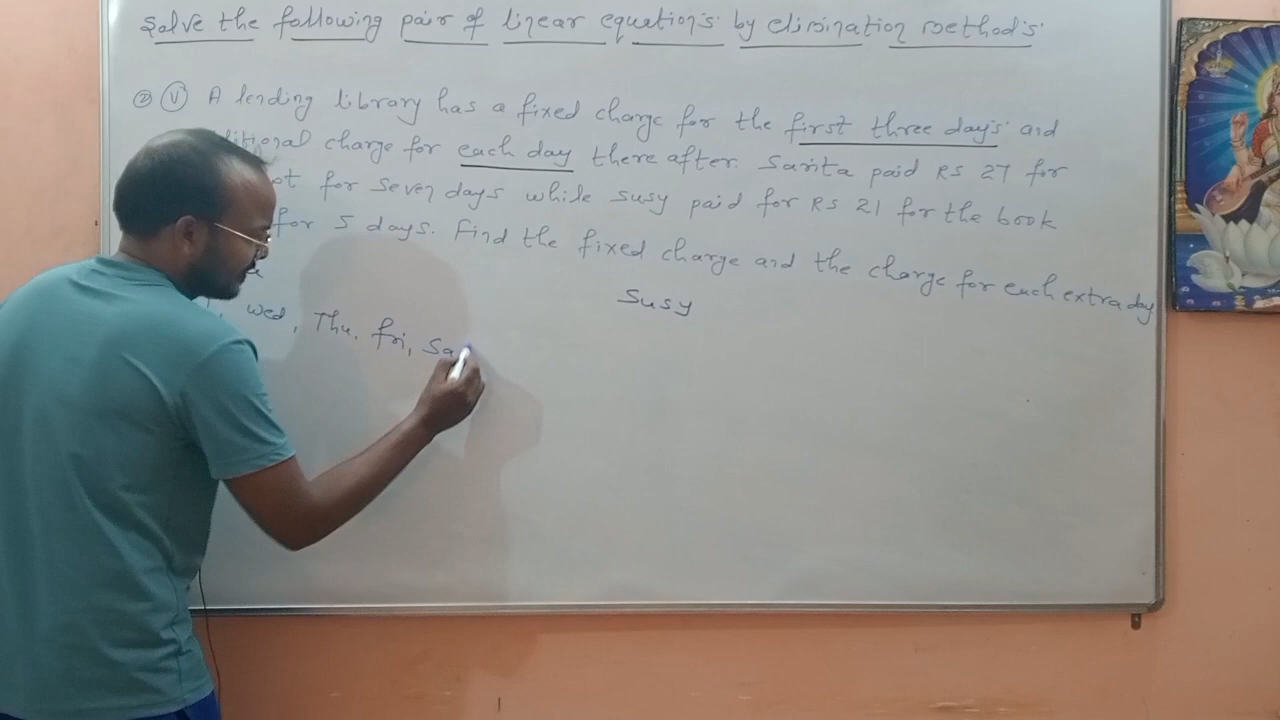 Solve the following pair of linear equations by elimination methods
② Ⓥ A lending library has a fixed charge for the first three days and
charge for each day there after. Sarita paid Rs 27 for
for seven days while Susy paid for Rs 21 for the book
for 5 days. Find the fixed charge and the charge for each extra day
Susy
, wed, Thu, fri, Sa